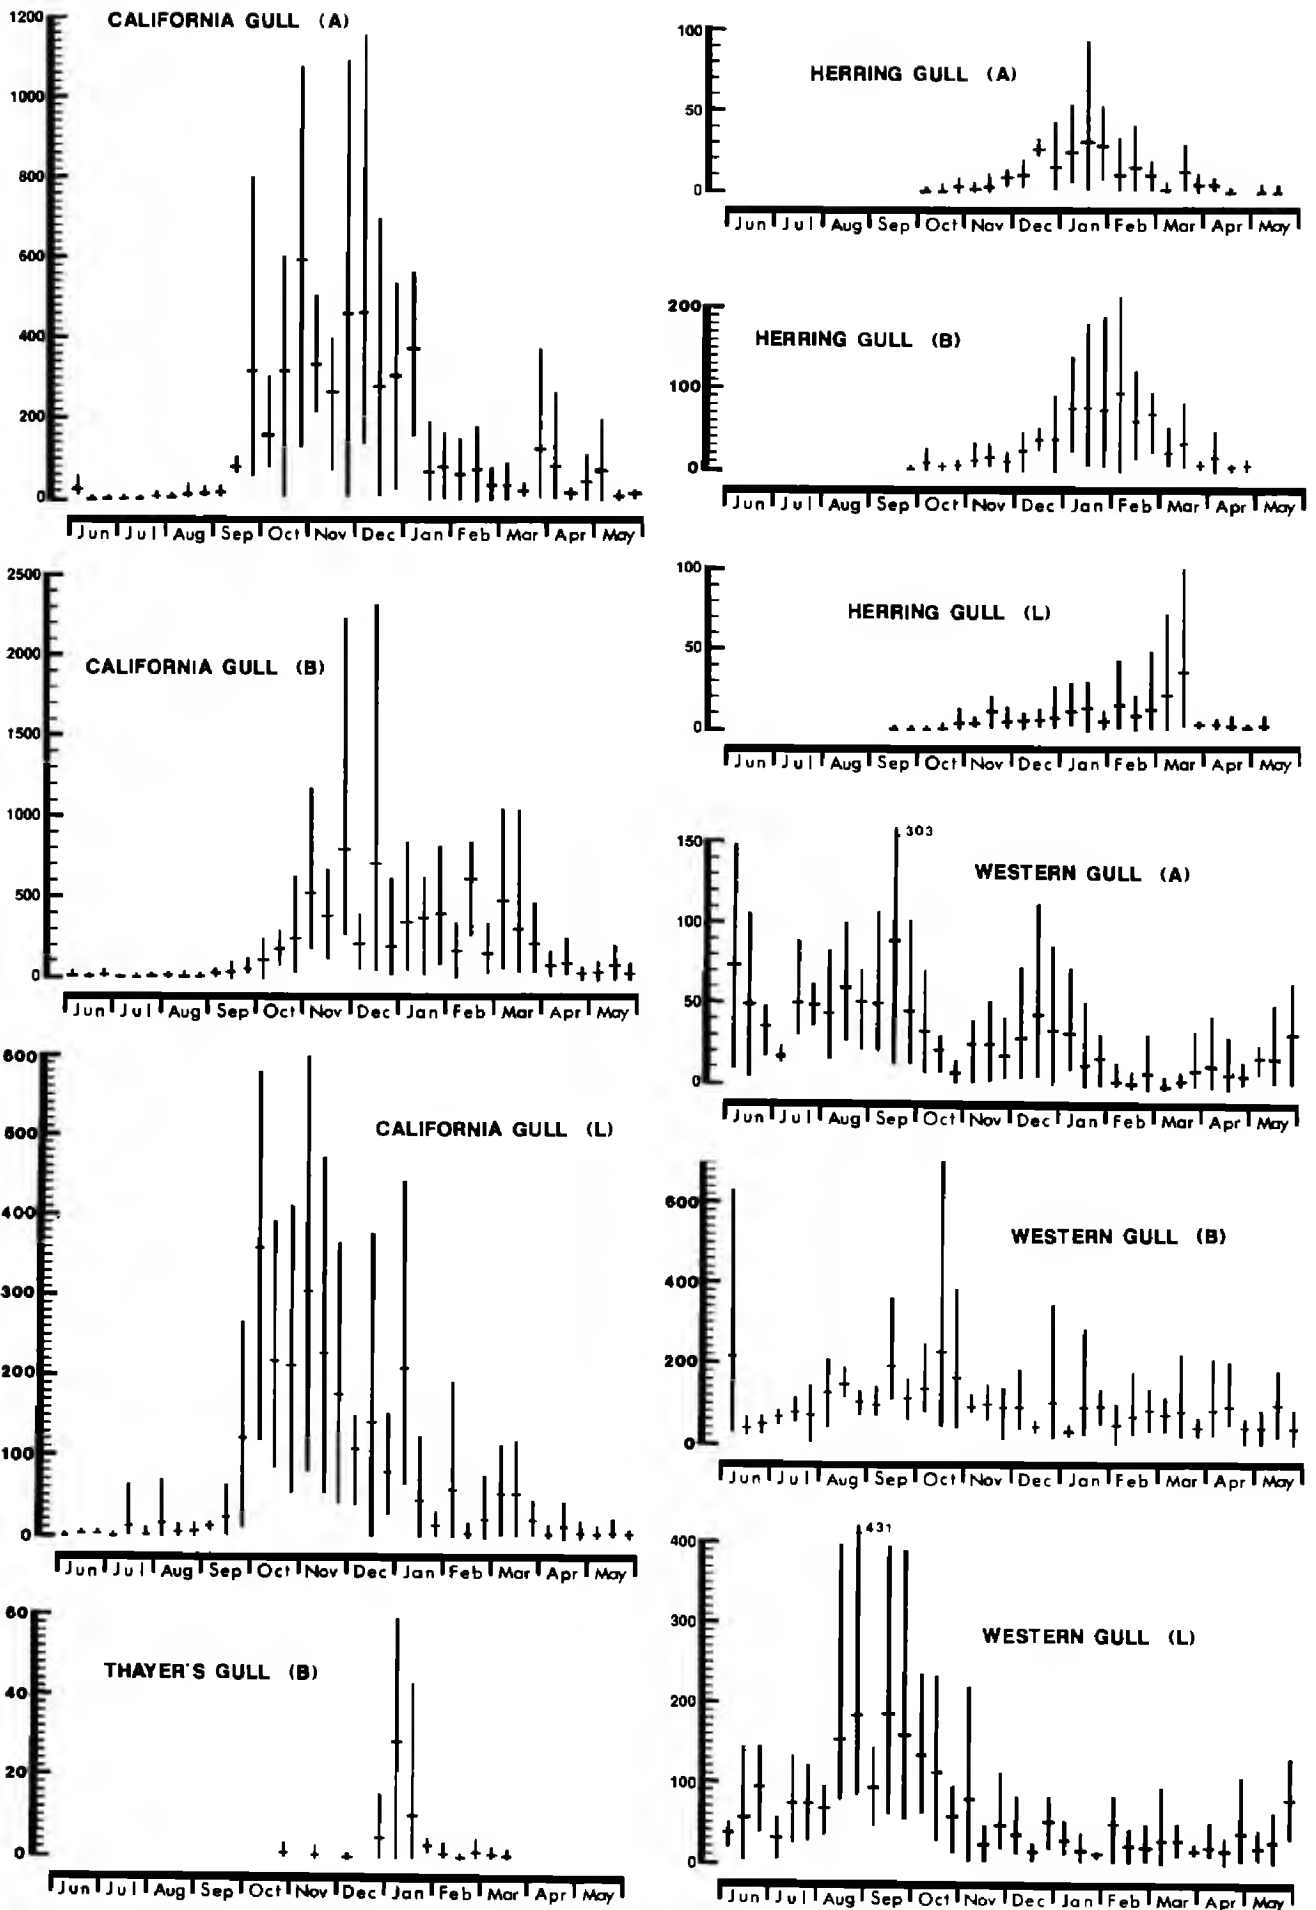 CALIFORNIA GULL (A)
1200
1000
800
600
400
200
0
Jun Jul Aug Sep Oct Nov Dec Jan Feb Mar Apr May
CALIFORNIA GULL (B)
2500
2000
1500
1000
500
0
Jun Jul Aug Sep Oct Nov Dec Jan Feb Mar Apr May
CALIFORNIA GULL (L)
600
500
400
300
200
100
0
Jun Jul Aug Sep Oct Nov Dec Jan Feb Mar Apr May
THAYER'S GULL (B)
60
40
20
0
Jun Jul Aug Sep Oct Nov Dec Jan Feb Mar Apr May
HERRING GULL (A)
100
50
0
Jun Jul Aug Sep Oct Nov Dec Jan Feb Mar Apr May
HERRING GULL (B)
200
100
0
Jun Jul Aug Sep Oct Nov Dec Jan Feb Mar Apr May
HERRING GULL (L)
100
50
0
Jun Jul Aug Sep Oct Nov Dec Jan Feb Mar Apr May
WESTERN GULL (A)
303
150
100
50
0
Jun Jul Aug Sep Oct Nov Dec Jan Feb Mar Apr May
WESTERN GULL (B)
600
400
200
0
Jun Jul Aug Sep Oct Nov Dec Jan Feb Mar Apr May
WESTERN GULL (L)
431
400
300
200
100
0
Jun Jul Aug Sep Oct Nov Dec Jan Feb Mar Apr May